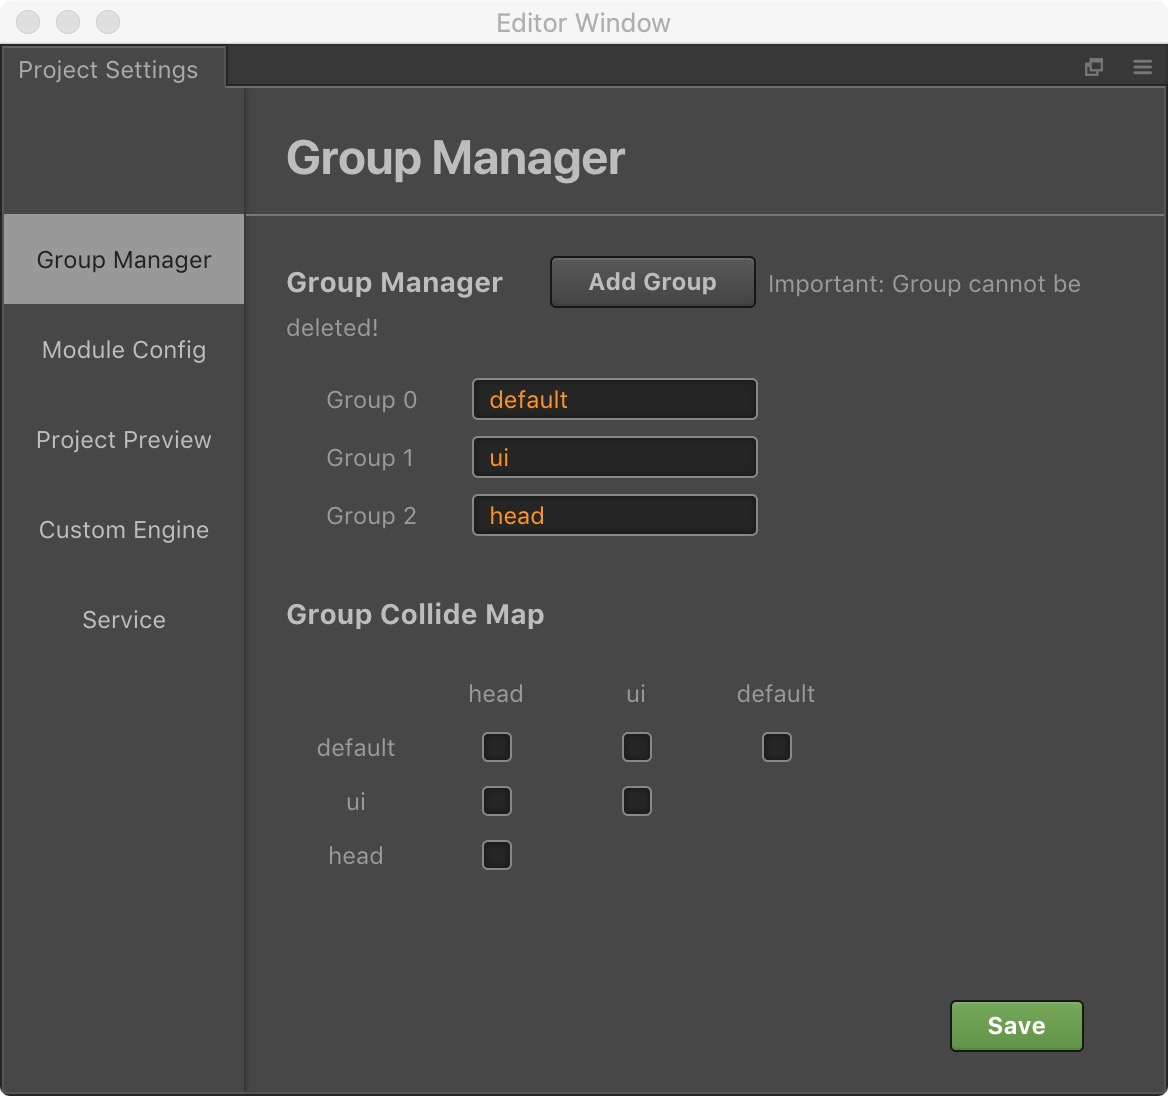 Editor Window
Project Settings
Group Manager
Group Manager
Module Config
Project Preview
Custom Engine
Service
Group Manager Add Group Important: Group cannot be
deleted!
Group 0 default
Group 1 ui
Group 2 head
Group Collide Map
head ui default
default
ui
head
Save